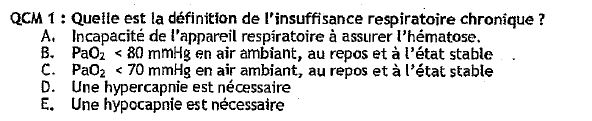 QCM 1 : Quelle est la définition de l'insuffisance respiratoire chronique ?
A. Incapacité de l'appareil respiratoire à assurer l'hématose.
B. PaO₂ < 80 mmHg en air ambiant, au repos et à l'état stable
C. PaO₂ < 70 mmHg en air ambiant, au repos et à l'état stable
D. Une hypercapnie est nécessaire
E. Une hypocapnie est nécessaire